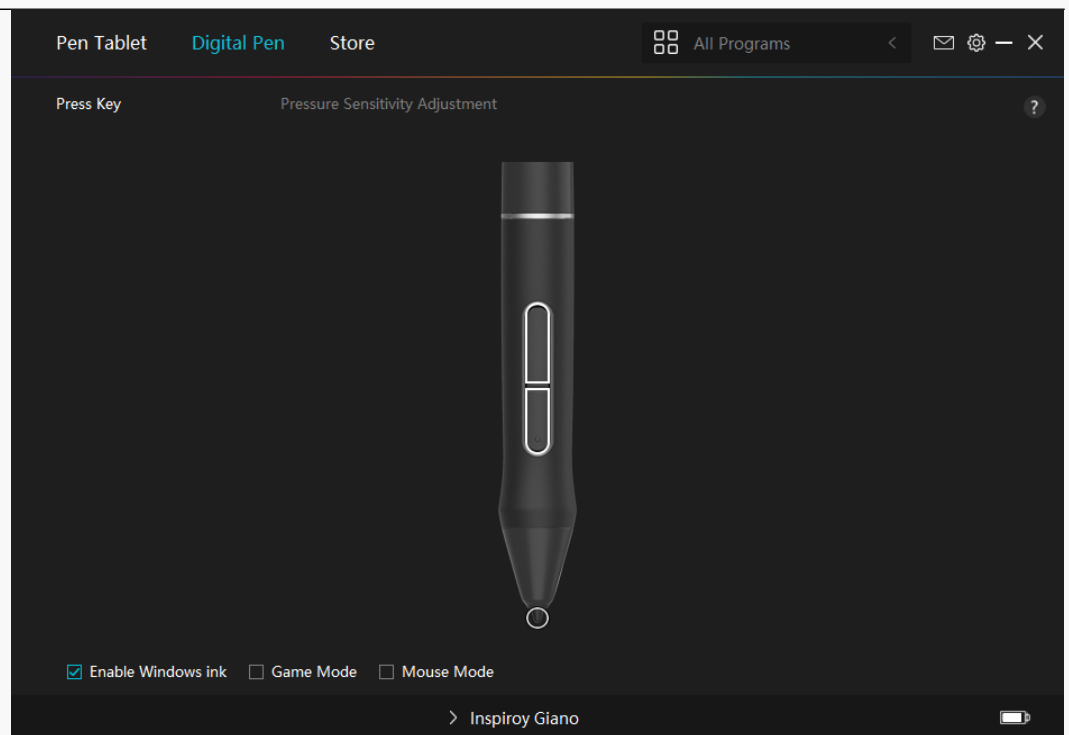 Pen Tablet Digital Pen Store All Programs
Press Key Pressure Sensitivity Adjustment ?
Enable Windows ink Game Mode Mouse Mode
Inspiroy Giano